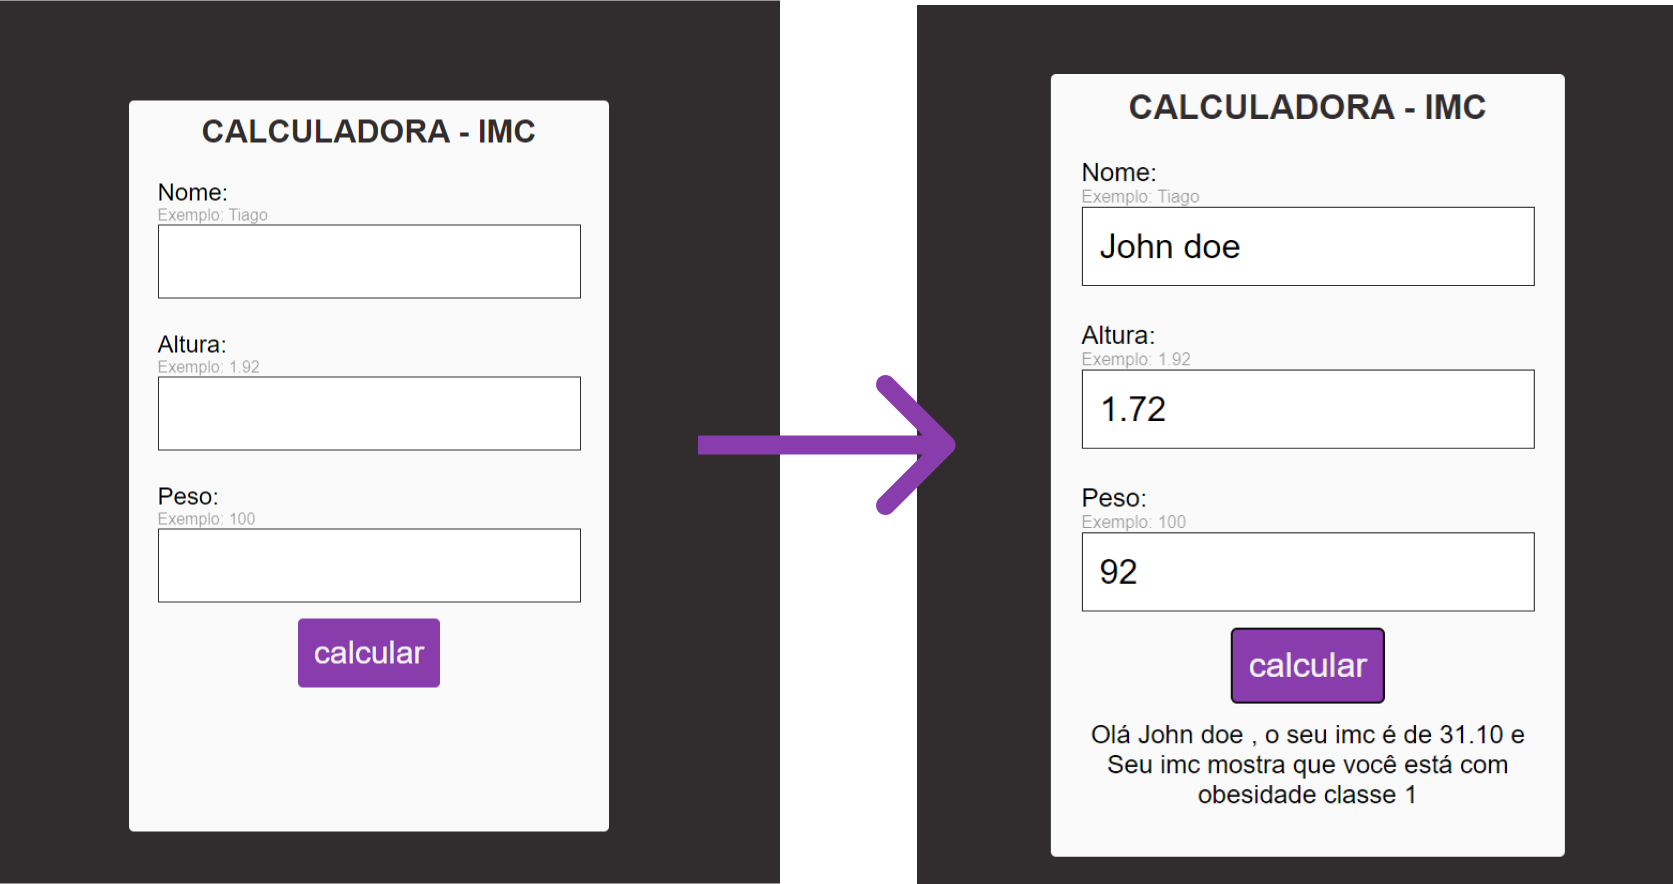 CALCULADORA - IMC
Nome:
Exemplo: Tiago
Altura:
Exemplo: 1.92
Peso:
Exemplo: 100
calcular
CALCULADORA - IMC
Nome:
Exemplo: Tiago
John doe
Altura:
Exemplo: 1.92
1.72
Peso:
Exemplo: 100
92
calcular
Olá John doe , o seu imc é de 31.10 e
Seu imc mostra que você está com
obesidade classe 1